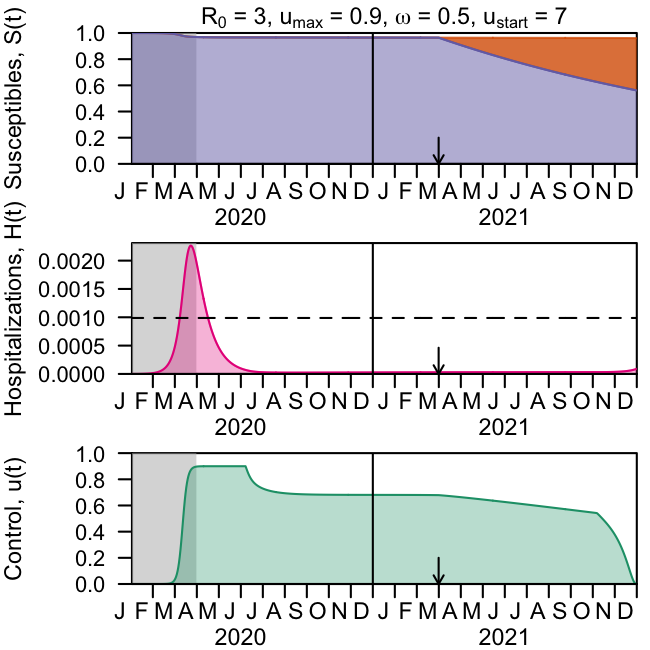 R₀ = 3, uₘₐₓ = 0.9, ω = 0.5, u_start = 7
Susceptibles, S(t)
1.0
0.8
0.6
0.4
0.2
0.0
J F M A M J J A S O N D J F M A M J J A S O N D
2020 2021
Hospitalizations, H(t)
0.0020
0.0015
0.0010
0.0005
0.0000
J F M A M J J A S O N D J F M A M J J A S O N D
2020 2021
Control, u(t)
1.0
0.8
0.6
0.4
0.2
0.0
J F M A M J J A S O N D J F M A M J J A S O N D
2020 2021